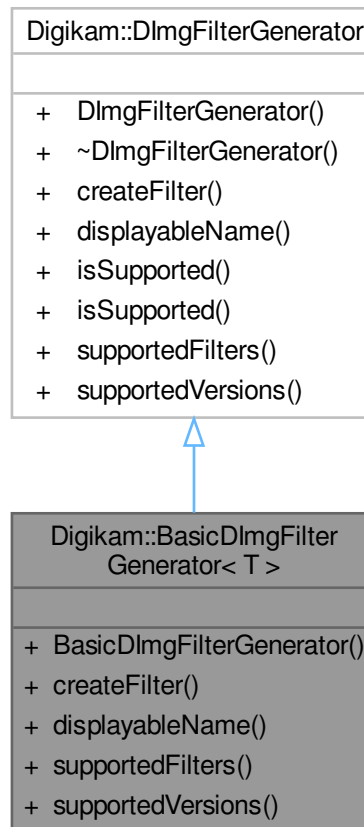 Digikam::DImgFilterGenerator
+ DImgFilterGenerator()
+ ~DImgFilterGenerator()
+ createFilter()
+ displayableName()
+ isSupported()
+ isSupported()
+ supportedFilters()
+ supportedVersions()
Digikam::BasicDImgFilter
Generator< T >
+ BasicDImgFilterGenerator()
+ createFilter()
+ displayableName()
+ supportedFilters()
+ supportedVersions()